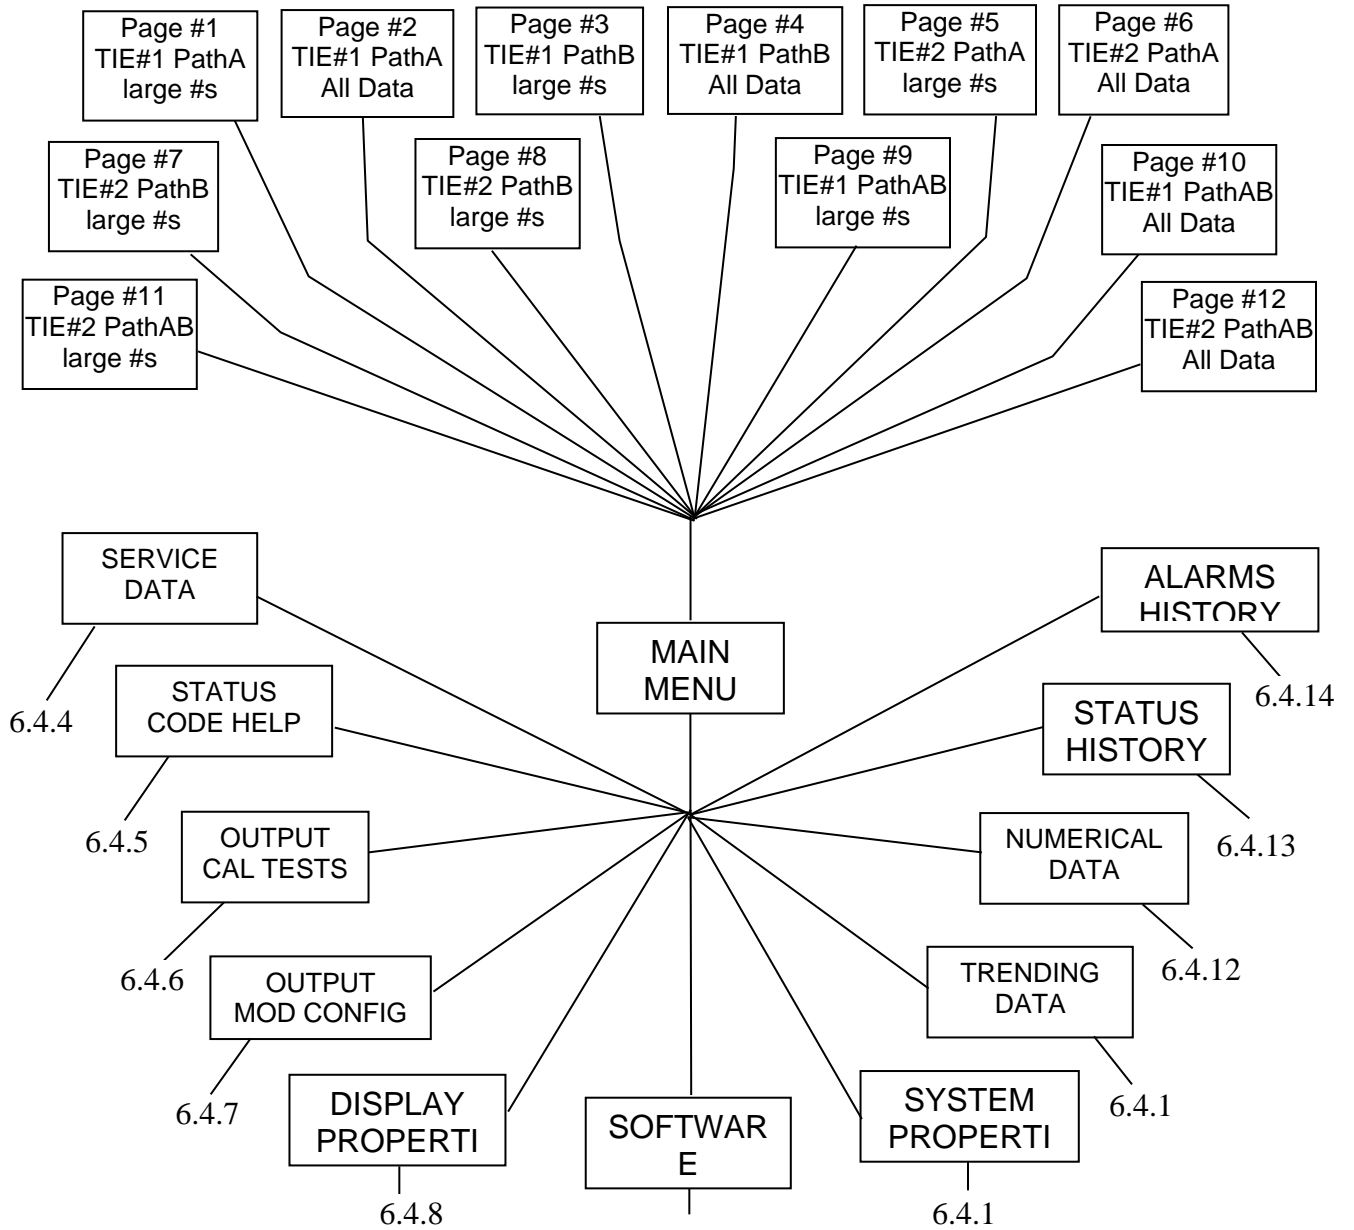 Page #1
TIE#1 PathA
large #s
Page #2
TIE#1 PathA
All Data
Page #3
TIE#1 PathB
large #s
Page #4
TIE#1 PathB
All Data
Page #5
TIE#2 PathA
large #s
Page #6
TIE#2 PathA
All Data
Page #7
TIE#2 PathB
large #s
Page #8
TIE#2 PathB
large #s
Page #9
TIE#1 PathAB
large #s
Page #10
TIE#1 PathAB
All Data
Page #11
TIE#2 PathAB
large #s
Page #12
TIE#2 PathAB
All Data
SERVICE
DATA
6.4.4
MAIN
MENU
ALARMS
HISTORY
6.4.14
STATUS
CODE HELP
6.4.5
STATUS
HISTORY
6.4.13
OUTPUT
CAL TESTS
6.4.6
NUMERICAL
DATA
6.4.12
OUTPUT
MOD CONFIG
6.4.7
TRENDING
DATA
6.4.1
DISPLAY
PROPERTI
6.4.8
SOFTWAR
E
SYSTEM
PROPERTI
6.4.1